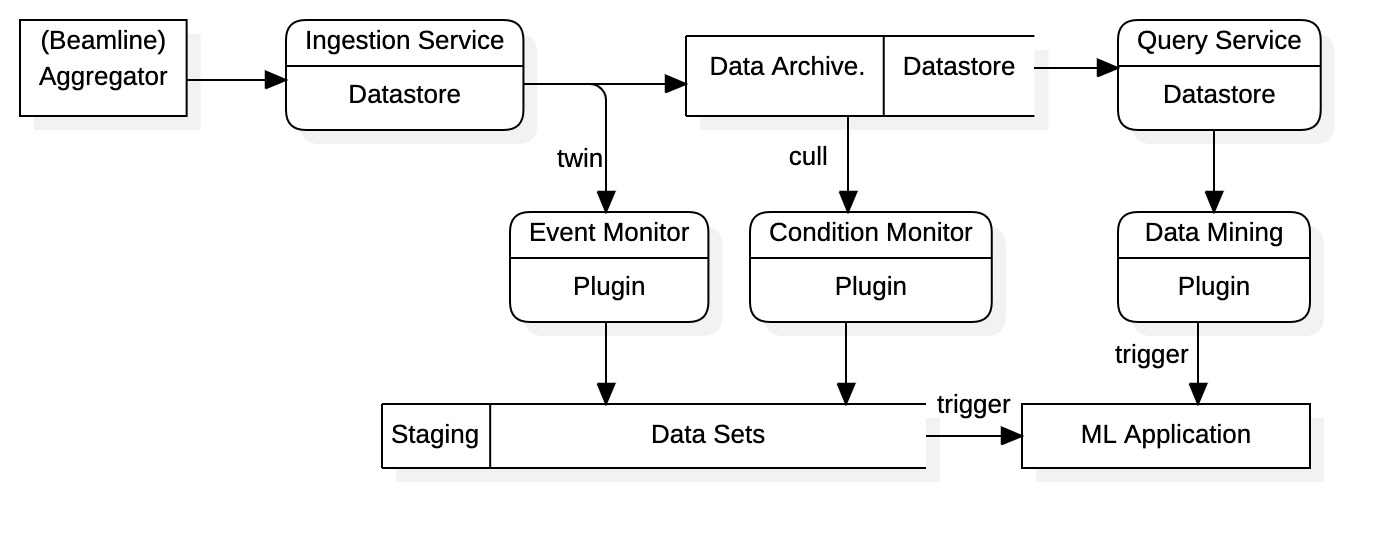 (Beamline)
Aggregator
Ingestion Service
Datastore
Data Archive.
Datastore
Query Service
Datastore
twin
cull
Event Monitor
Plugin
Condition Monitor
Plugin
Data Mining
Plugin
trigger
Staging
Data Sets
trigger
ML Application